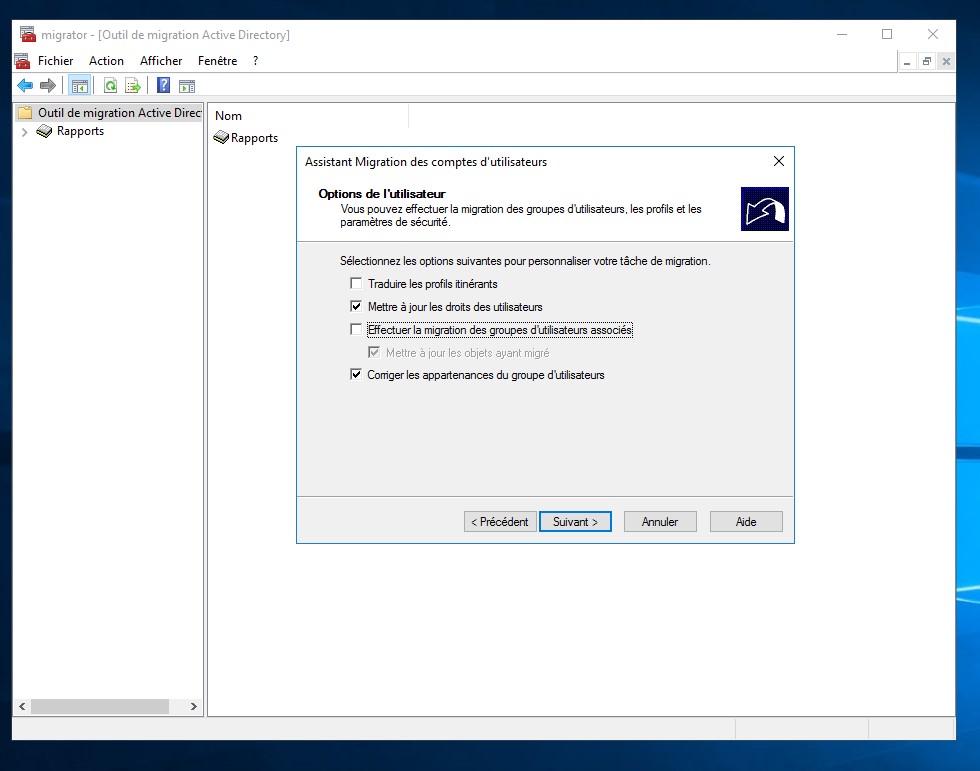 migrator - [Outil de migration Active Directory]
Fichier Action Afficher Fenêtre ?
Outil de migration Active Direc
Rapports
Nom
Rapports
Assistant Migration des comptes d'utilisateurs
Options de l'utilisateur
Vous pouvez effectuer la migration des groupes d'utilisateurs, les profils et les
paramètres de sécurité.
Sélectionnez les options suivantes pour personnaliser votre tâche de migration.
Traduire les profils itinérants
Mettre à jour les droits des utilisateurs
Effectuer la migration des groupes d'utilisateurs associés
Mettre à jour les objets ayant migré
Corriger les appartenances du groupe d'utilisateurs
< Précédent Suivant > Annuler Aide